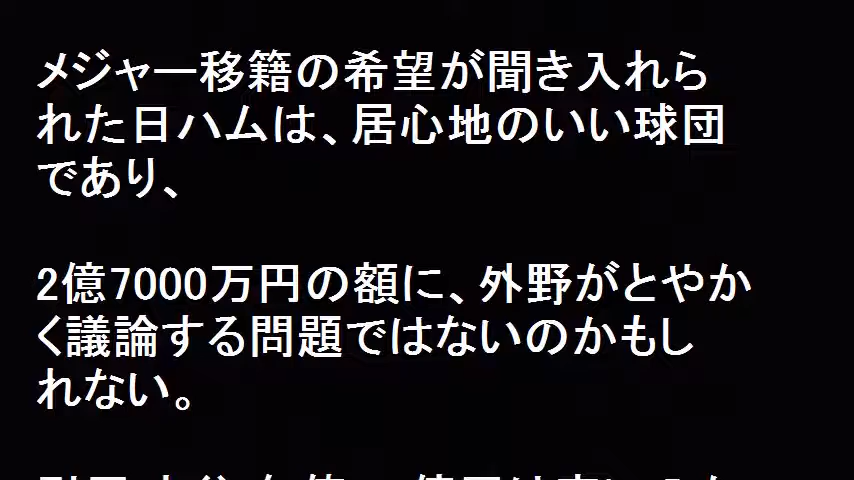 メジャー移籍の希望が聞き入れら
れた日ハムは、居心地のいい球団
であり、
2億7000万円の額に、外野がとやか
く議論する問題ではないのかもし
れない。